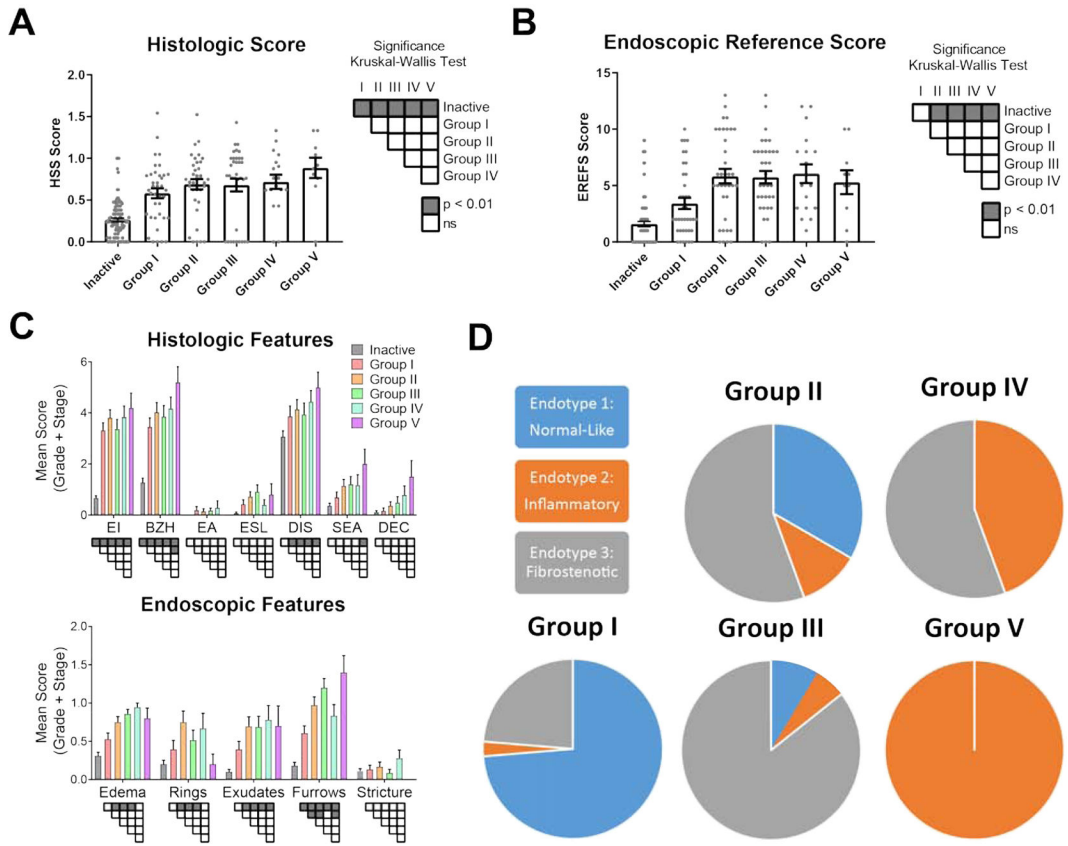 A
Histologic Score
HSS Score
2.0
1.5
1.0
0.5
0.0
Inactive
Group I
Group II
Group III
Group IV
Group V
Significance
Kruskal-Wallis Test
I II III IV V
Inactive
Group I
Group II
Group III
Group IV
p < 0.01
ns
B
Endoscopic Reference Score
EREFS Score
15
10
5
0
Inactive
Group I
Group II
Group III
Group IV
Group V
Significance
Kruskal-Wallis Test
I II III IV V
Inactive
Group I
Group II
Group III
Group IV
p < 0.01
ns
C
Histologic Features
Mean Score
(Grade + Stage)
6
4
2
0
Inactive
Group I
Group II
Group III
Group IV
Group V
EI BZH EA ESL DIS SEA DEC
Endoscopic Features
Mean Score
(Grade + Stage)
2.0
1.5
1.0
0.5
0.0
Edema Rings Exudates Furrows Stricture
D
Endotype 1:
Normal-Like
Endotype 2:
Inflammatory
Endotype 3:
Fibrostenotic
Group II
Group IV
Group I
Group III
Group V